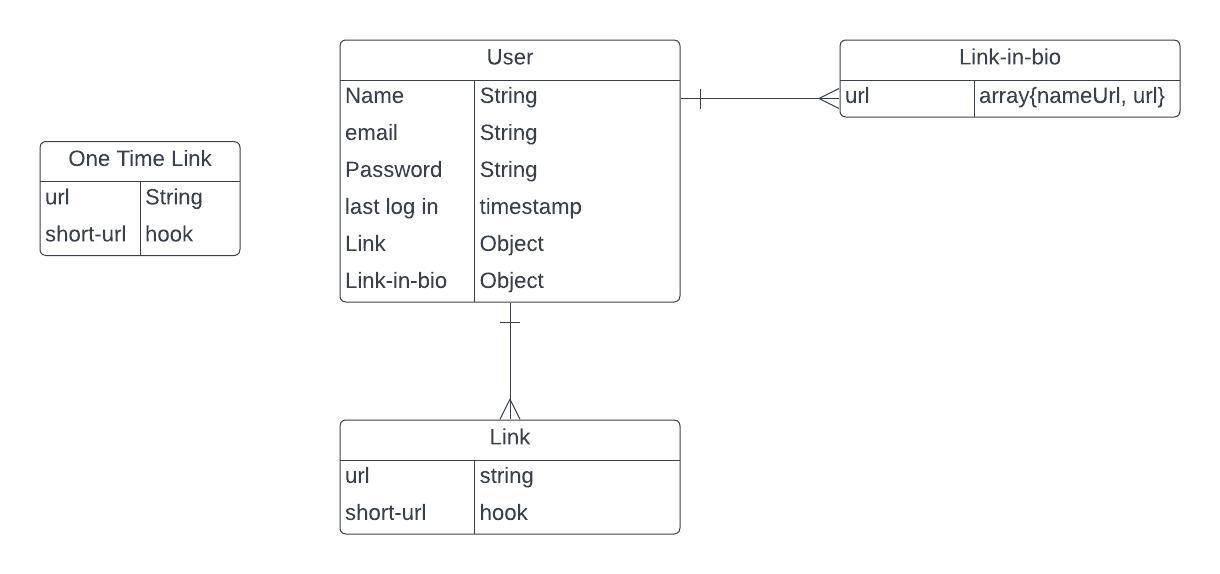 User
Name String
email String
Password String
last log in timestamp
Link Object
Link-in-bio Object
Link-in-bio
url array{nameUrl, url}
One Time Link
url String
short-url hook
Link
url string
short-url hook